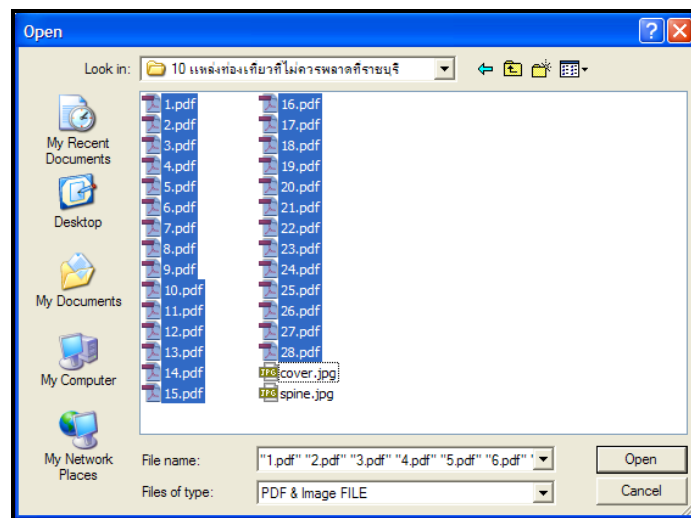 Open
Look in: 10 แหล่งท่องเที่ยวที่ไม่ควรพลาดที่ราชบุรี
My Recent
Documents
Desktop
My Documents
My Computer
My Network
Places
1.pdf
2.pdf
3.pdf
4.pdf
5.pdf
6.pdf
7.pdf
8.pdf
9.pdf
10.pdf
11.pdf
12.pdf
13.pdf
14.pdf
15.pdf
16.pdf
17.pdf
18.pdf
19.pdf
20.pdf
21.pdf
22.pdf
23.pdf
24.pdf
25.pdf
26.pdf
27.pdf
28.pdf
JPG cover.jpg
JPG spine.jpg
File name: "1.pdf" "2.pdf" "3.pdf" "4.pdf" "5.pdf" "6.pdf" " Open
Files of type: PDF & Image FILE Cancel